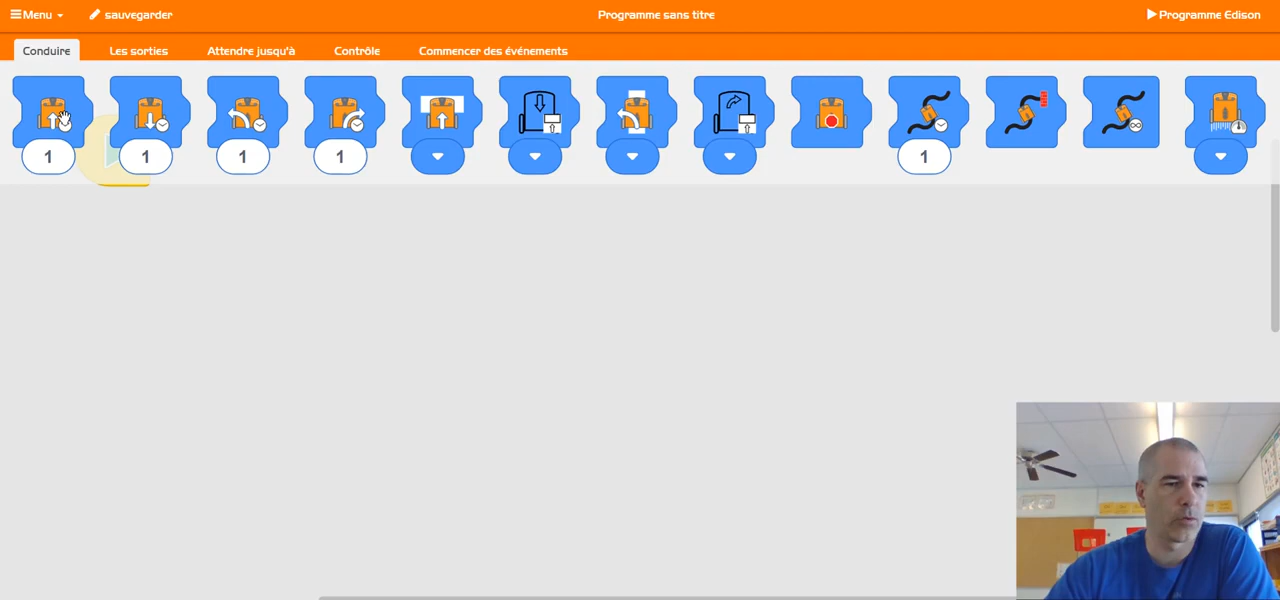 Menu sauvegarder Programme sans titre Programme Edison
Conduire Les sorties Attendre jusqu'à Contrôle Commencer des événements
1 1 1 1 1